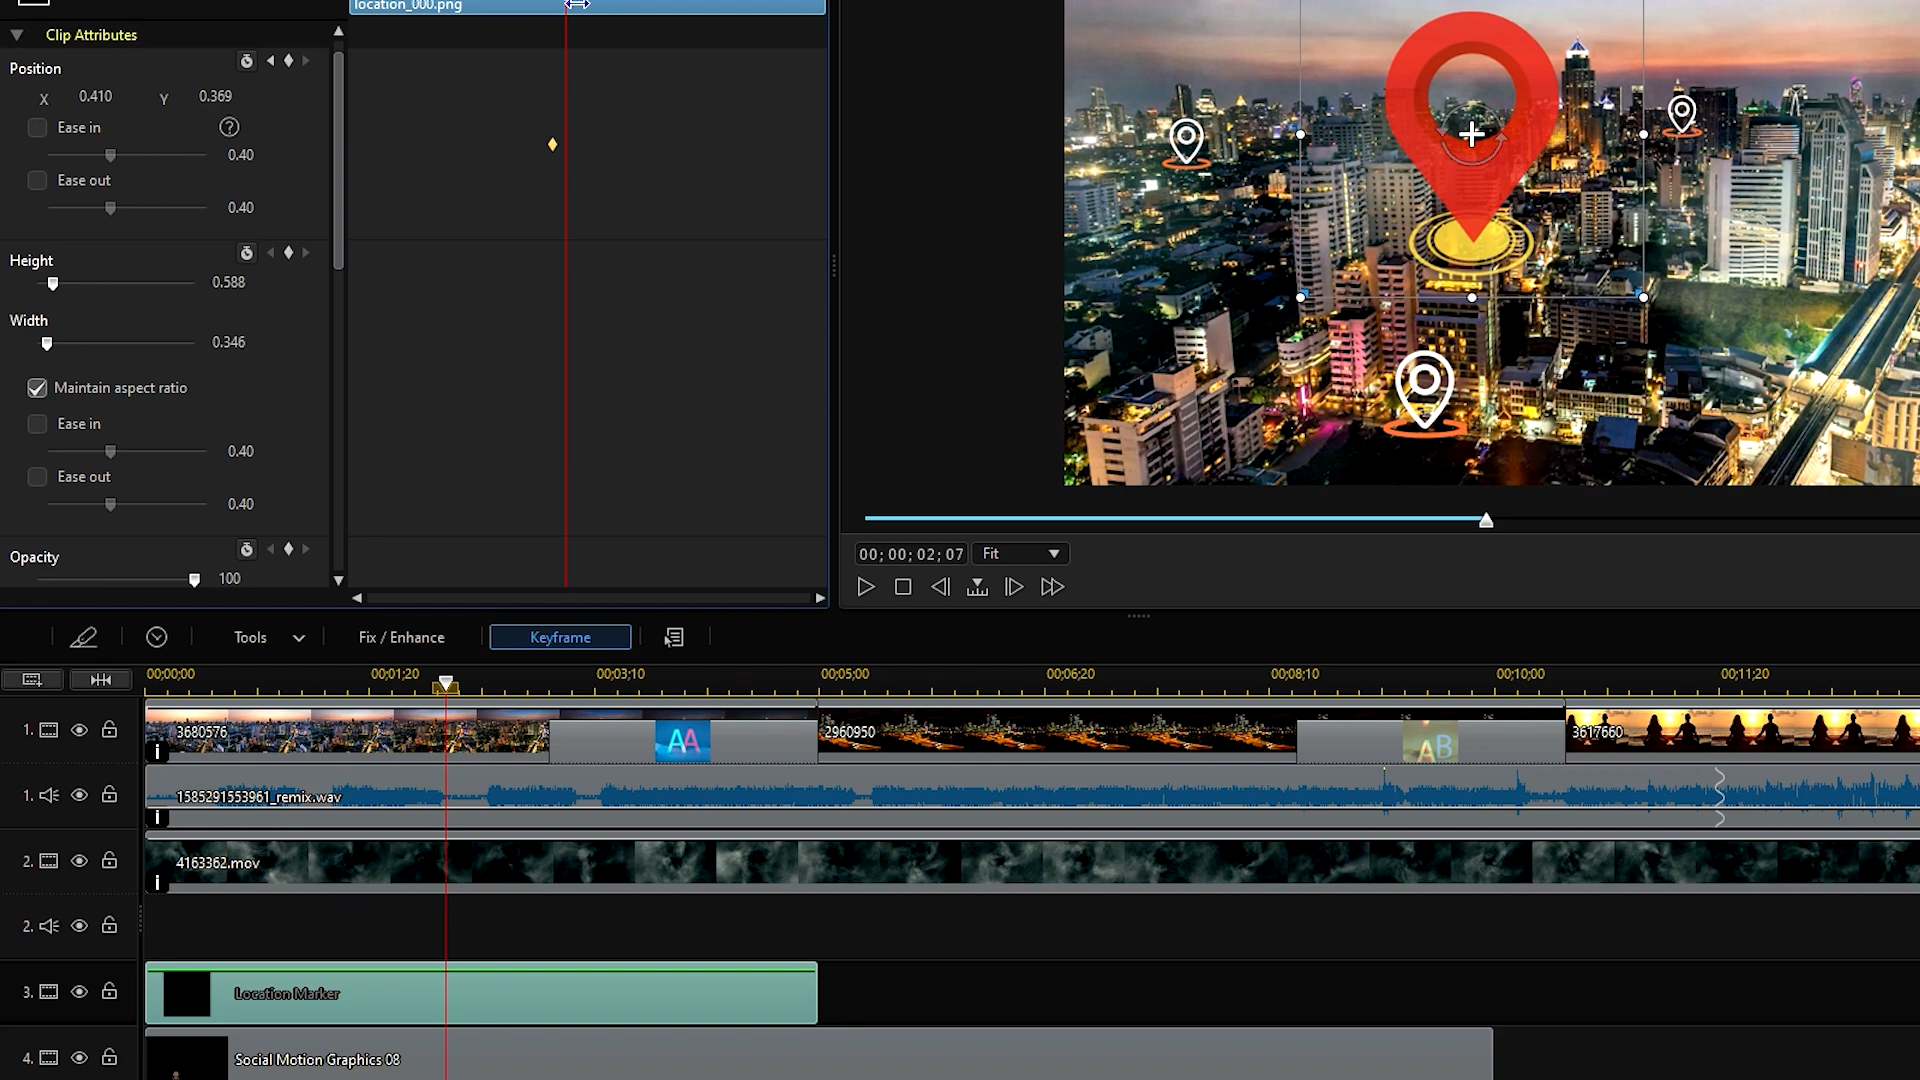 location_000.png
Clip Attributes
Position
X 0.410 Y 0.369
Ease in ?
0.40
Ease out
0.40
Height
0.588
Width
0.346
Maintain aspect ratio
Ease in
0.40
Ease out
0.40
Opacity
100
00;00;02;07 Fit
Tools Fix / Enhance Keyframe
00;00;00 00;01;20 00;03;10 00;05;00 00;06;20 00;08;10 00;10;00 00;11;20
1. 3680576 AA 2960950 AB 3617660
i
1. 1585291553961_remix.wav
i
2. 4163362.mov
i
2.
3. Location Marker
4. Social Motion Graphics 08